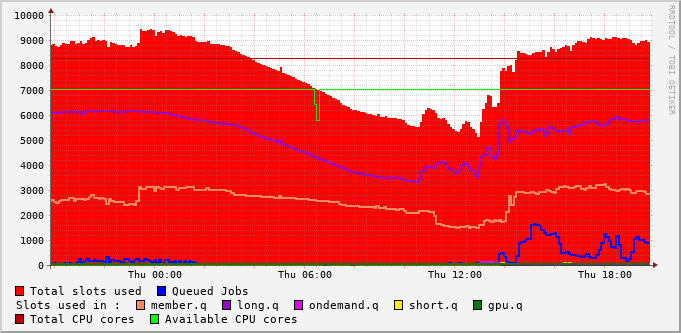 10000
9000
8000
7000
6000
5000
4000
3000
2000
1000
0
Thu 00:00 Thu 06:00 Thu 12:00 Thu 18:00
RRDTOOL / TOBI OETIKER
Total slots used Queued Jobs
Slots used in : member.q long.q ondemand.q short.q gpu.q
Total CPU cores Available CPU cores